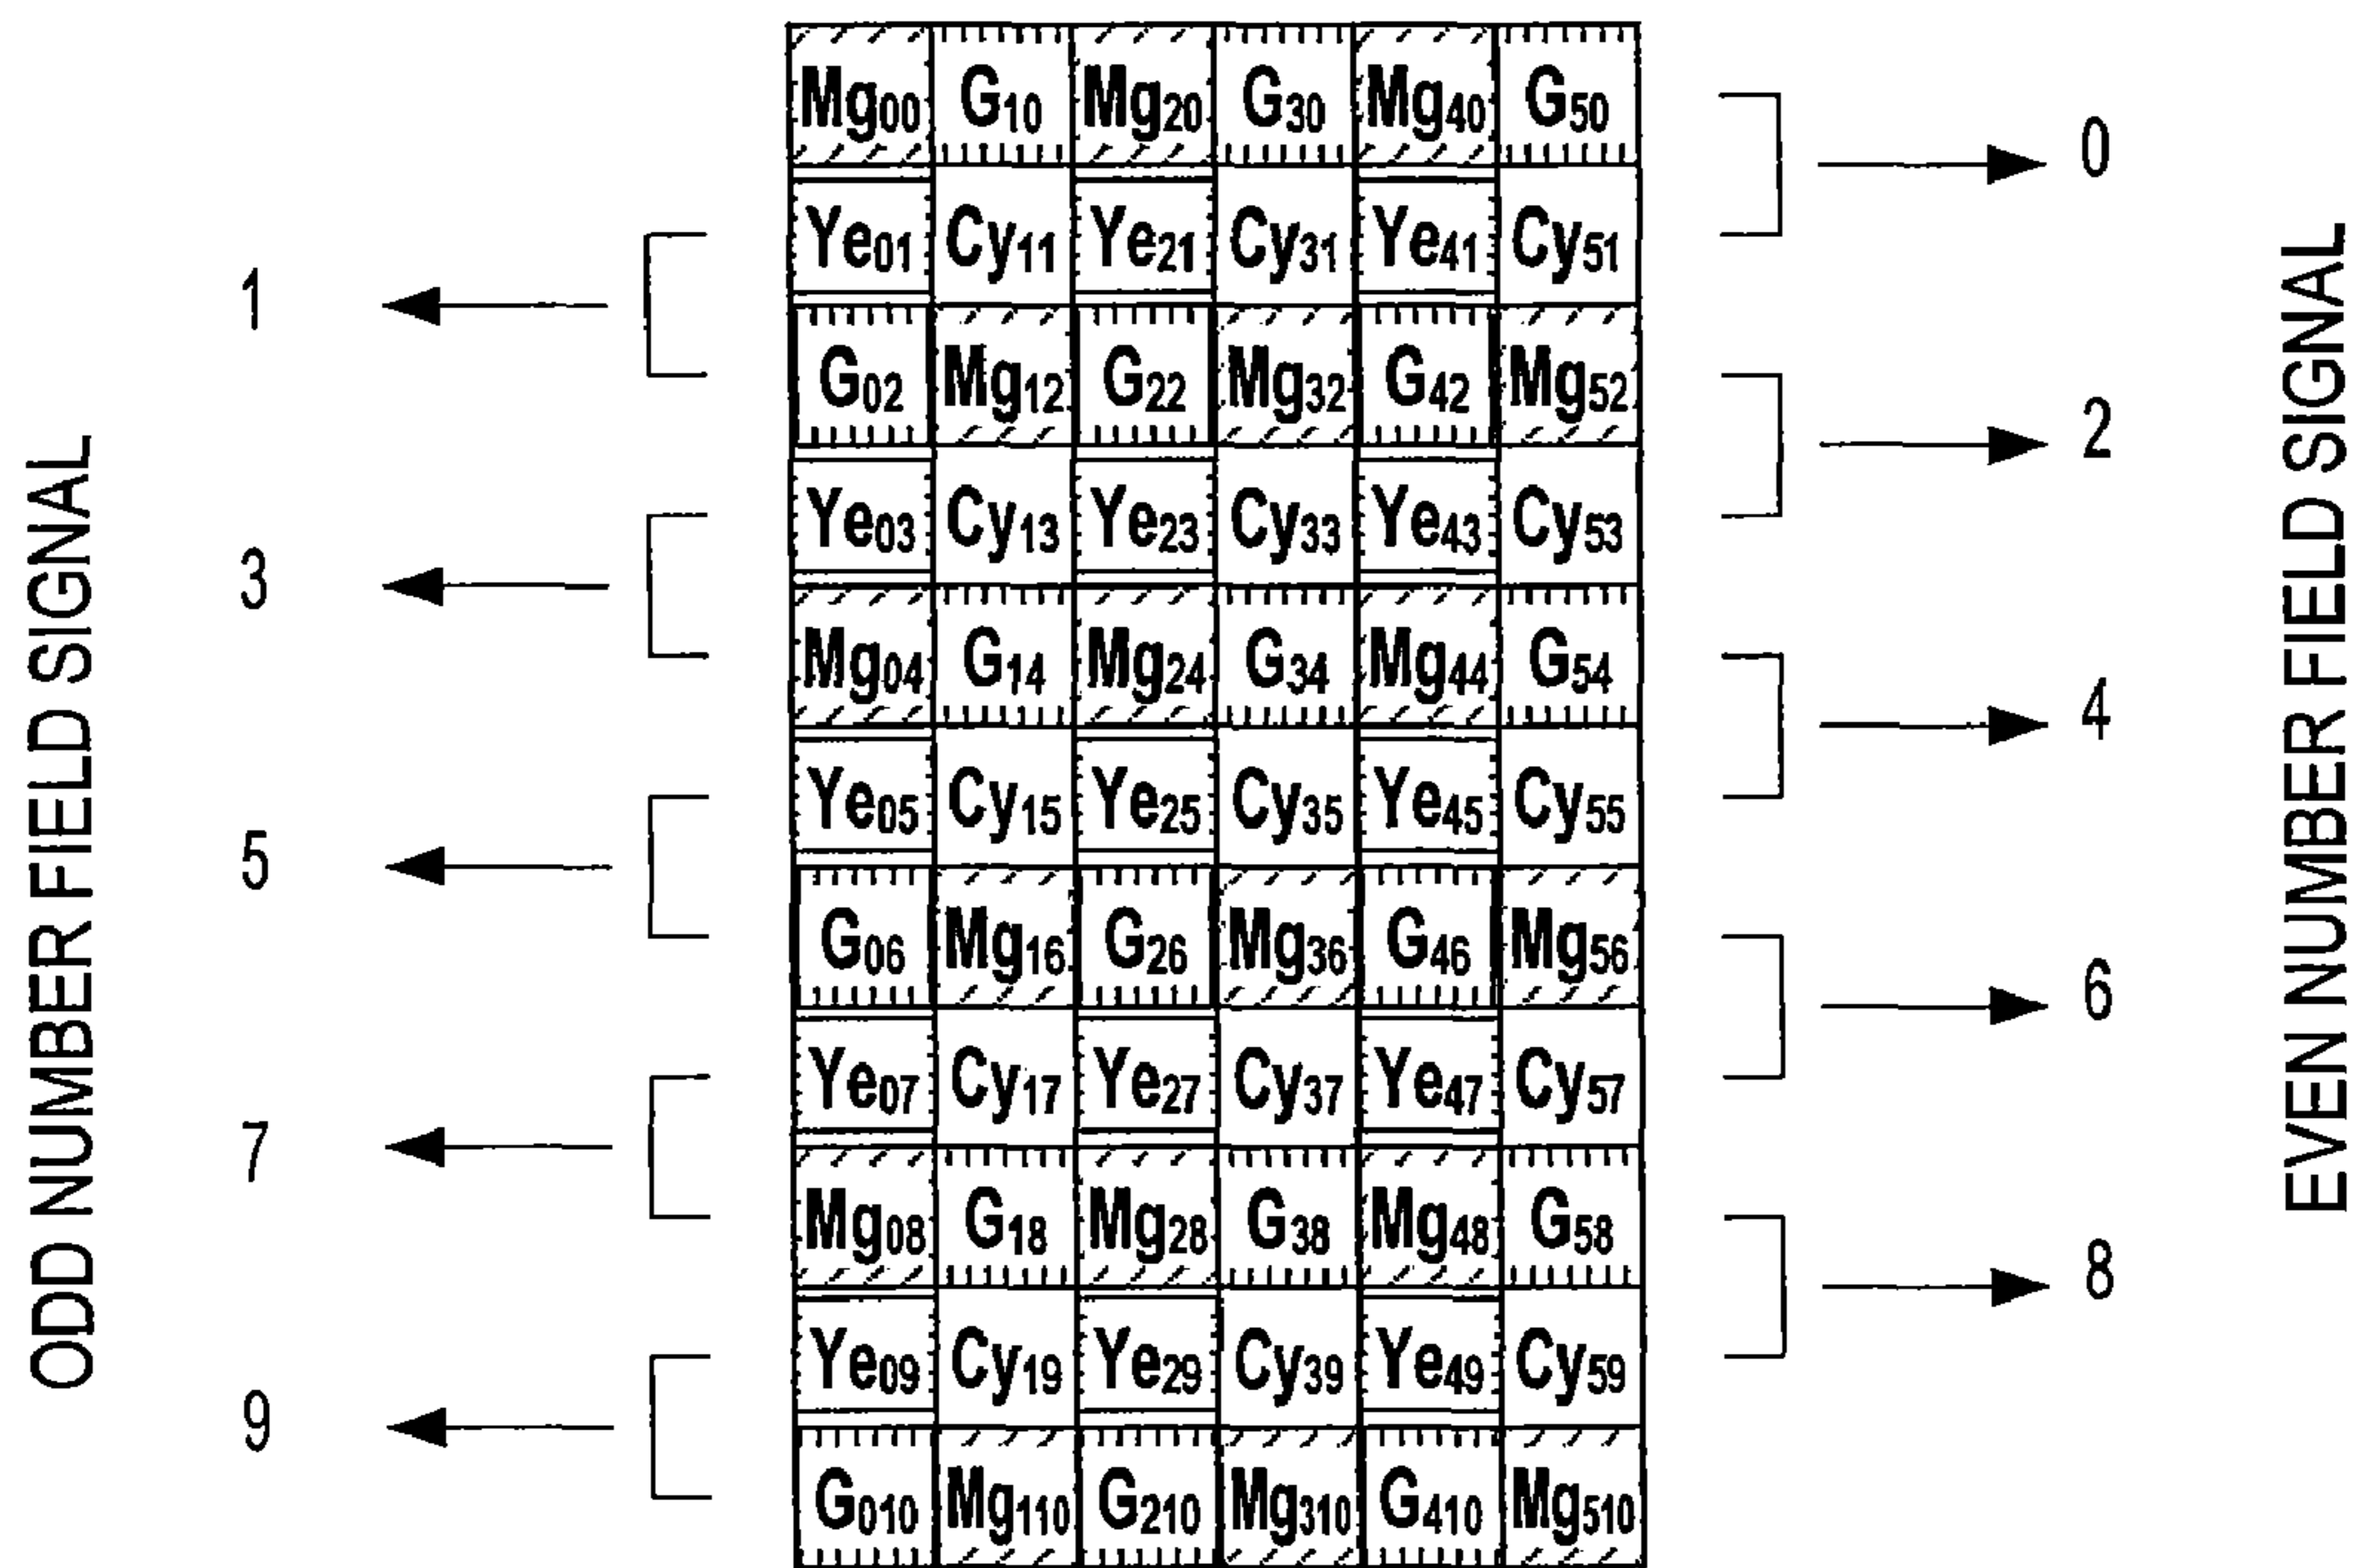 ODD NUMBER FIELD SIGNAL
1
3
5
7
9
Mg00 G10 Mg20 G30 Mg40 G50
Ye01 Cy11 Ye21 Cy31 Ye41 Cy51
G02 Mg12 G22 Mg32 G42 Mg52
Ye03 Cy13 Ye23 Cy33 Ye43 Cy53
Mg04 G14 Mg24 G34 Mg44 G54
Ye05 Cy15 Ye25 Cy35 Ye45 Cy55
G06 Mg16 G26 Mg36 G46 Mg56
Ye07 Cy17 Ye27 Cy37 Ye47 Cy57
Mg08 G18 Mg28 G38 Mg48 G58
Ye09 Cy19 Ye29 Cy39 Ye49 Cy59
G010 Mg110 G210 Mg310 G410 Mg510
0
2
4
6
8
EVEN NUMBER FIELD SIGNAL